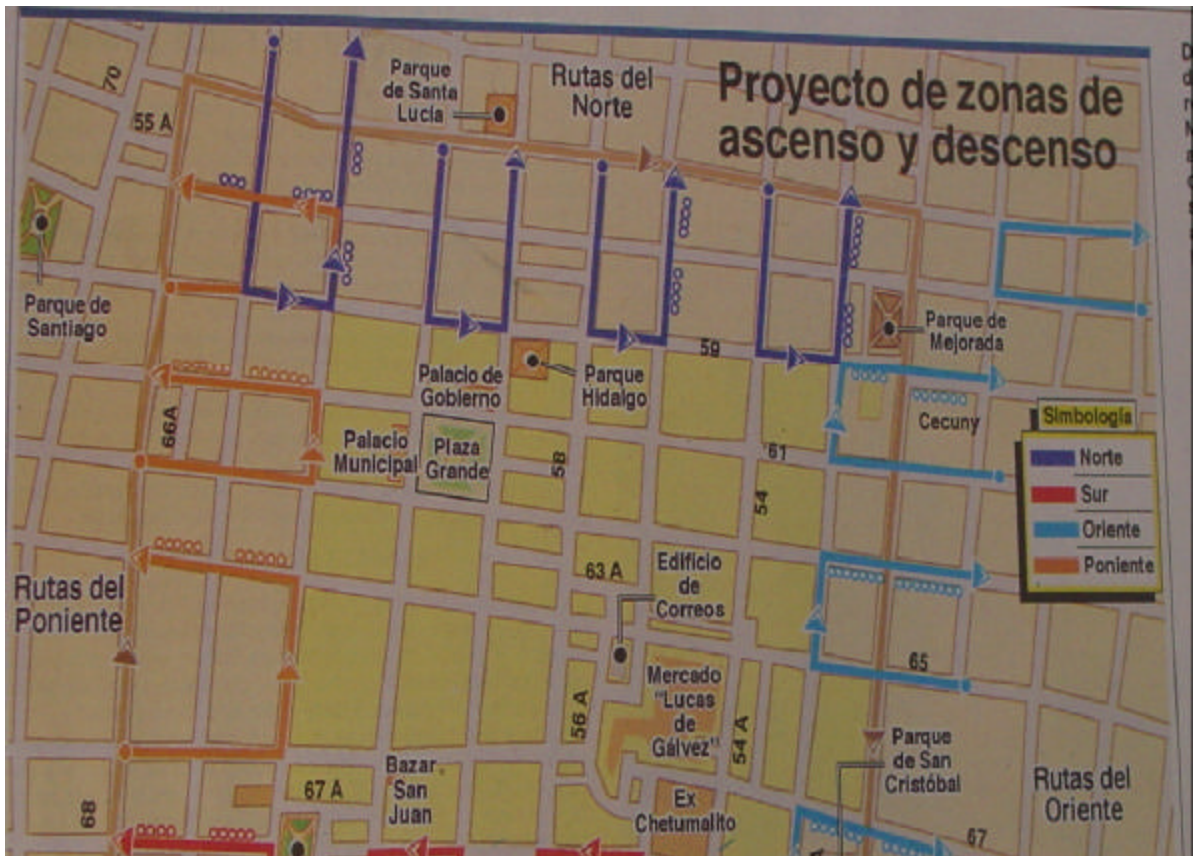 Proyecto de zonas de
ascenso y descenso
Rutas del
Norte
Parque
de Santa
Lucía
70
55 A
Parque de
Santiago
59
Parque de
Mejorada
Palacio de
Gobierno
Parque
Hidalgo
Cecuny
66A
Palacio
Municipal
Plaza
Grande
58
61
54
Simbología
Norte
Sur
Oriente
Poniente
Rutas del
Poniente
63 A
Edificio
de
Correos
65
Mercado
"Lucas
de
Gálvez"
56 A
54 A
Parque
de San
Cristóbal
Rutas del
Oriente
68
67 A
Bazar
San
Juan
Ex
Chetumalito
67